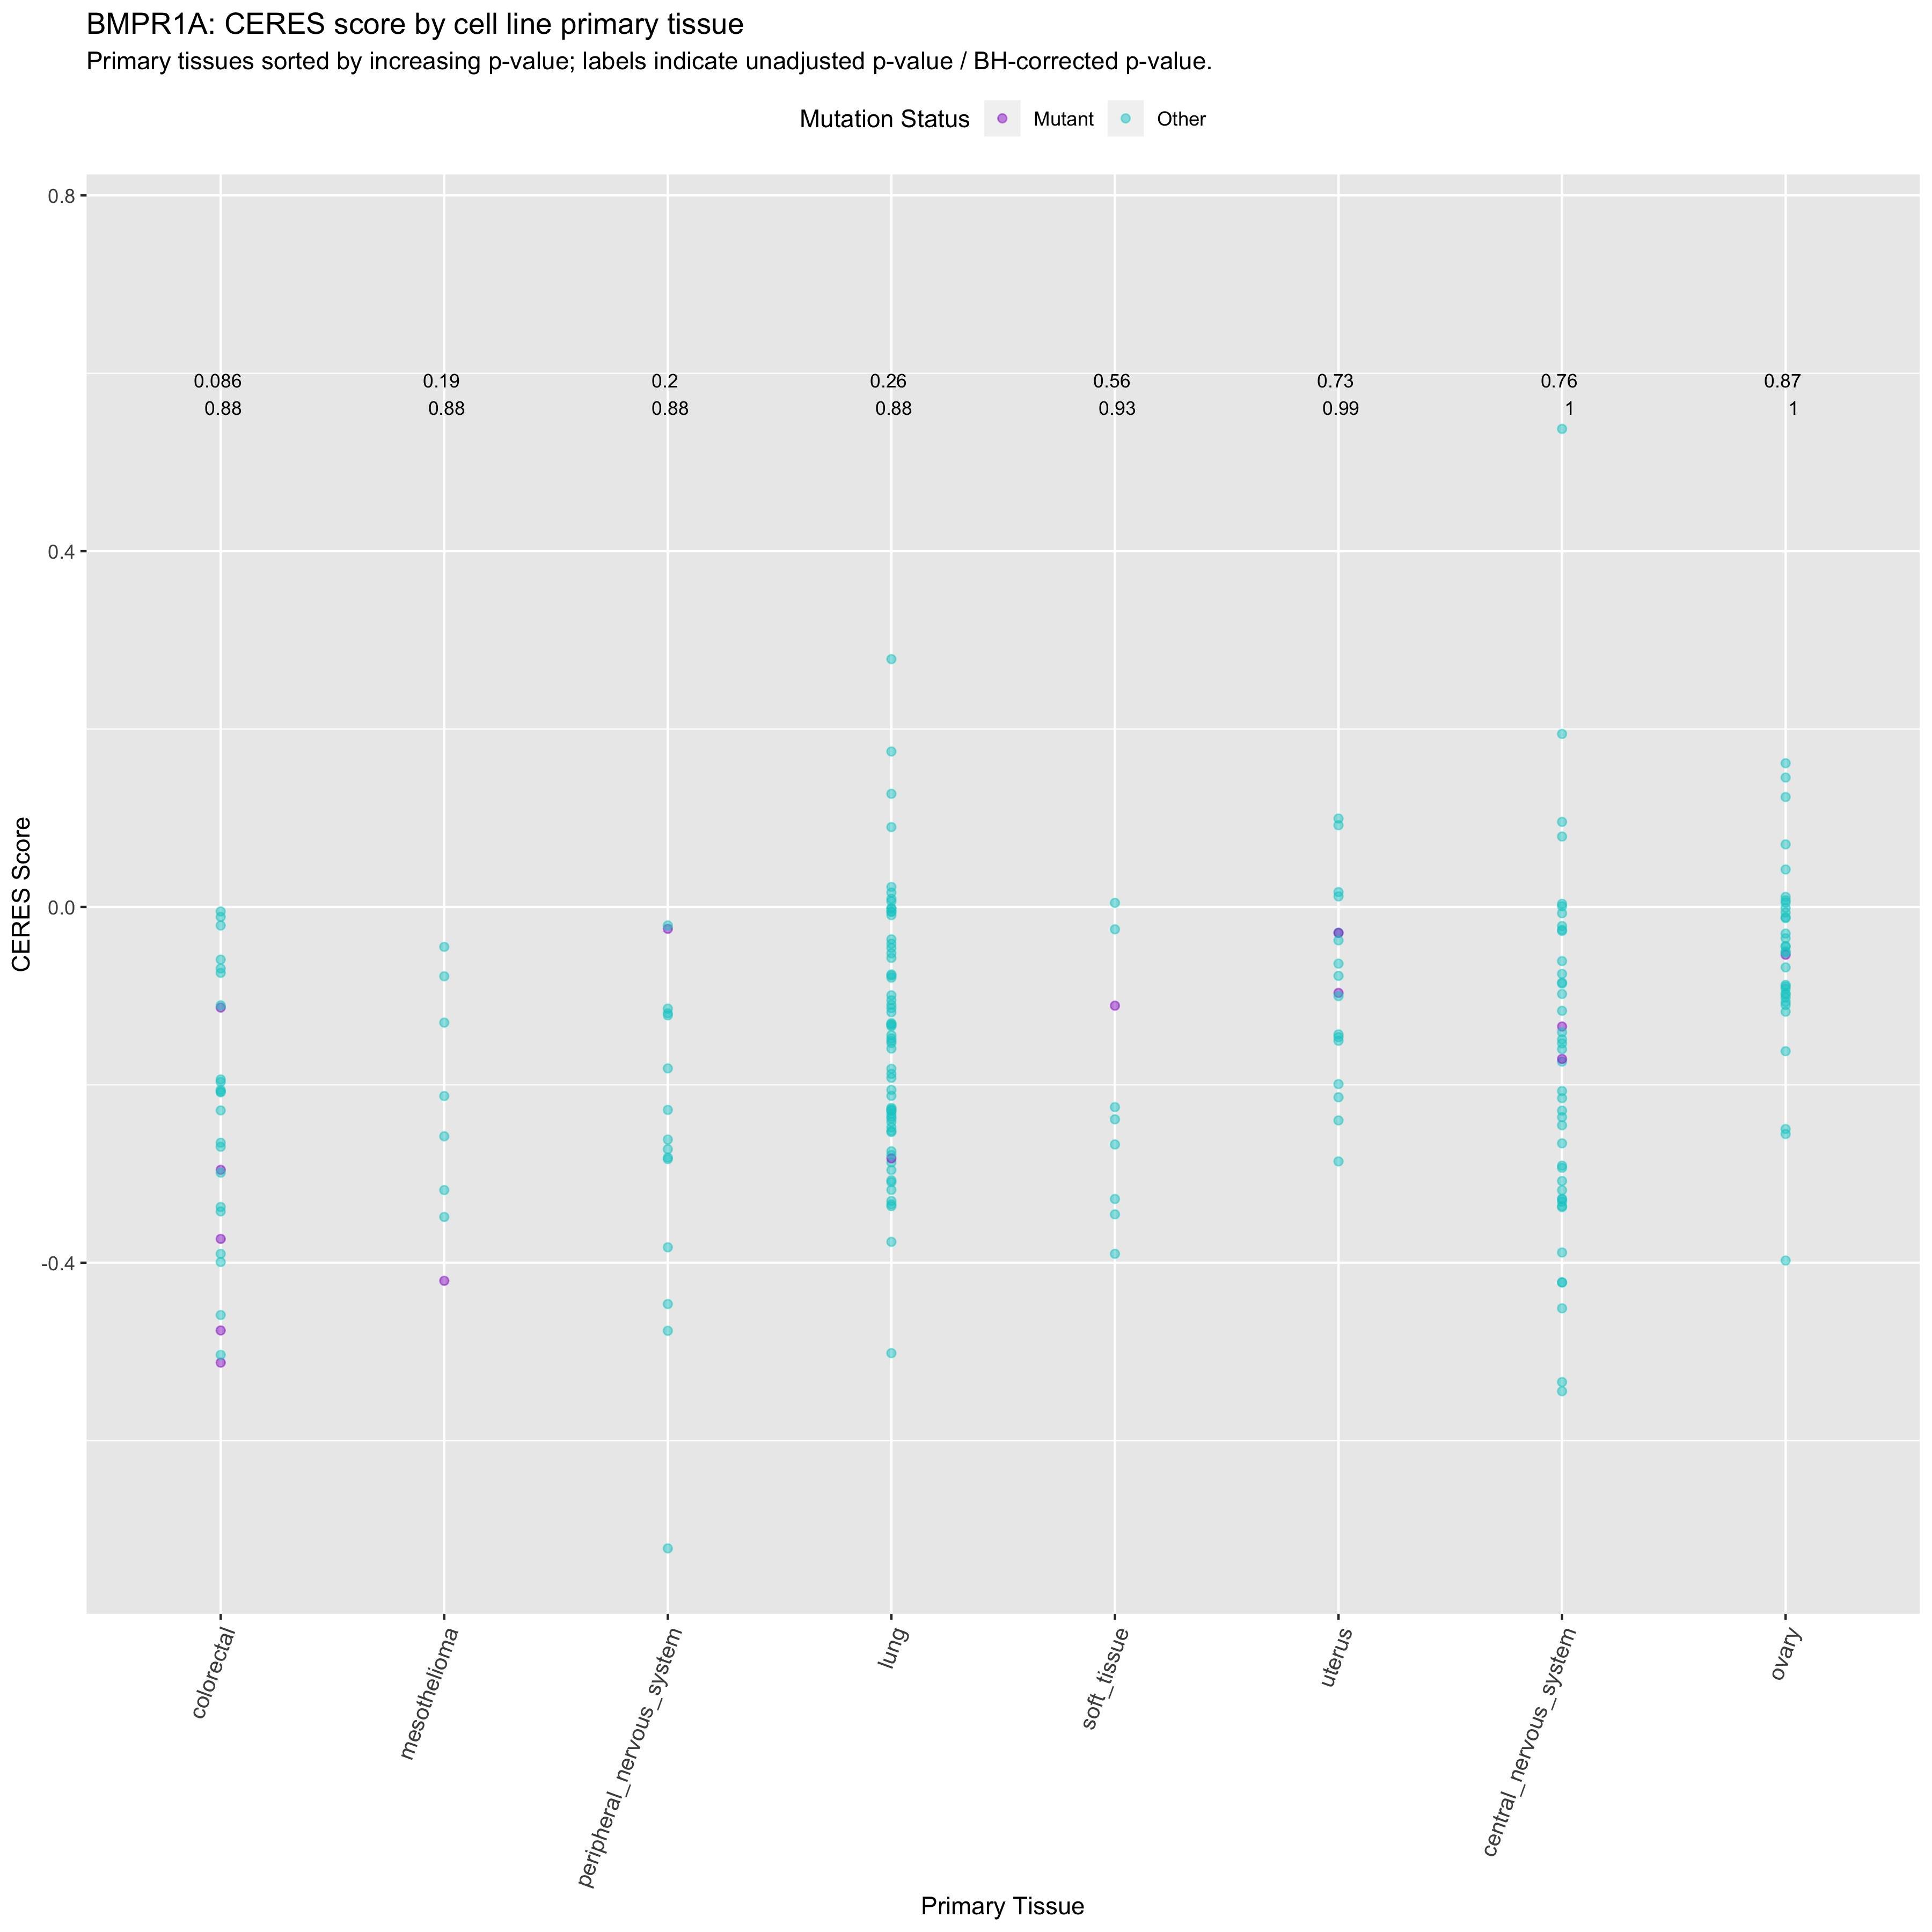 BMPR1A: CERES score by cell line primary tissue
Primary tissues sorted by increasing p-value; labels indicate unadjusted p-value / BH-corrected p-value.
Mutation Status Mutant Other
0.8
0.086 0.19 0.2 0.26 0.56 0.73 0.76 0.87
0.88 0.88 0.88 0.88 0.93 0.99 1 1
0.4
0.0
-0.4
CERES Score
colorectal mesothelioma peripheral_nervous_system lung soft_tissue uterus central_nervous_system ovary
Primary Tissue